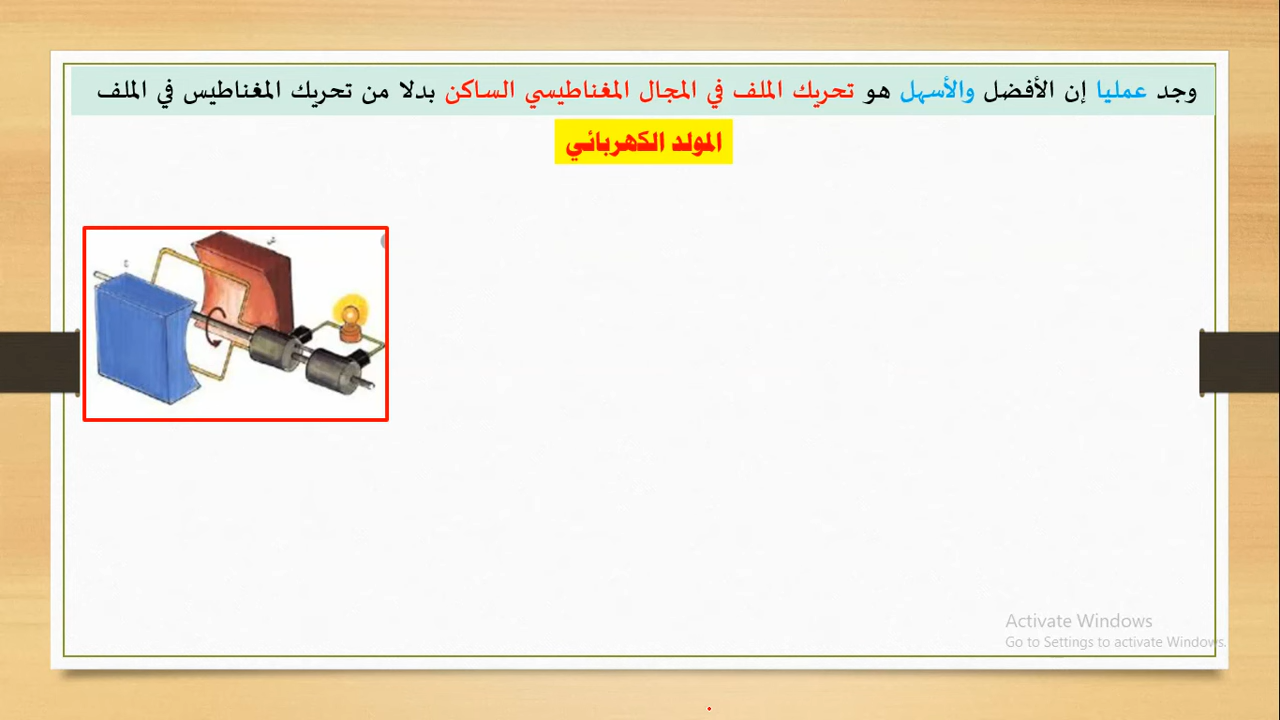 وجد عمليا إن الأفضل والأسهل هو تحريك الملف في المجال المغناطيسي الساكن بدلا من تحريك المغناطيس في الملف
المولد الكهربائي
Activate Windows
Go to Settings to activate Windows.